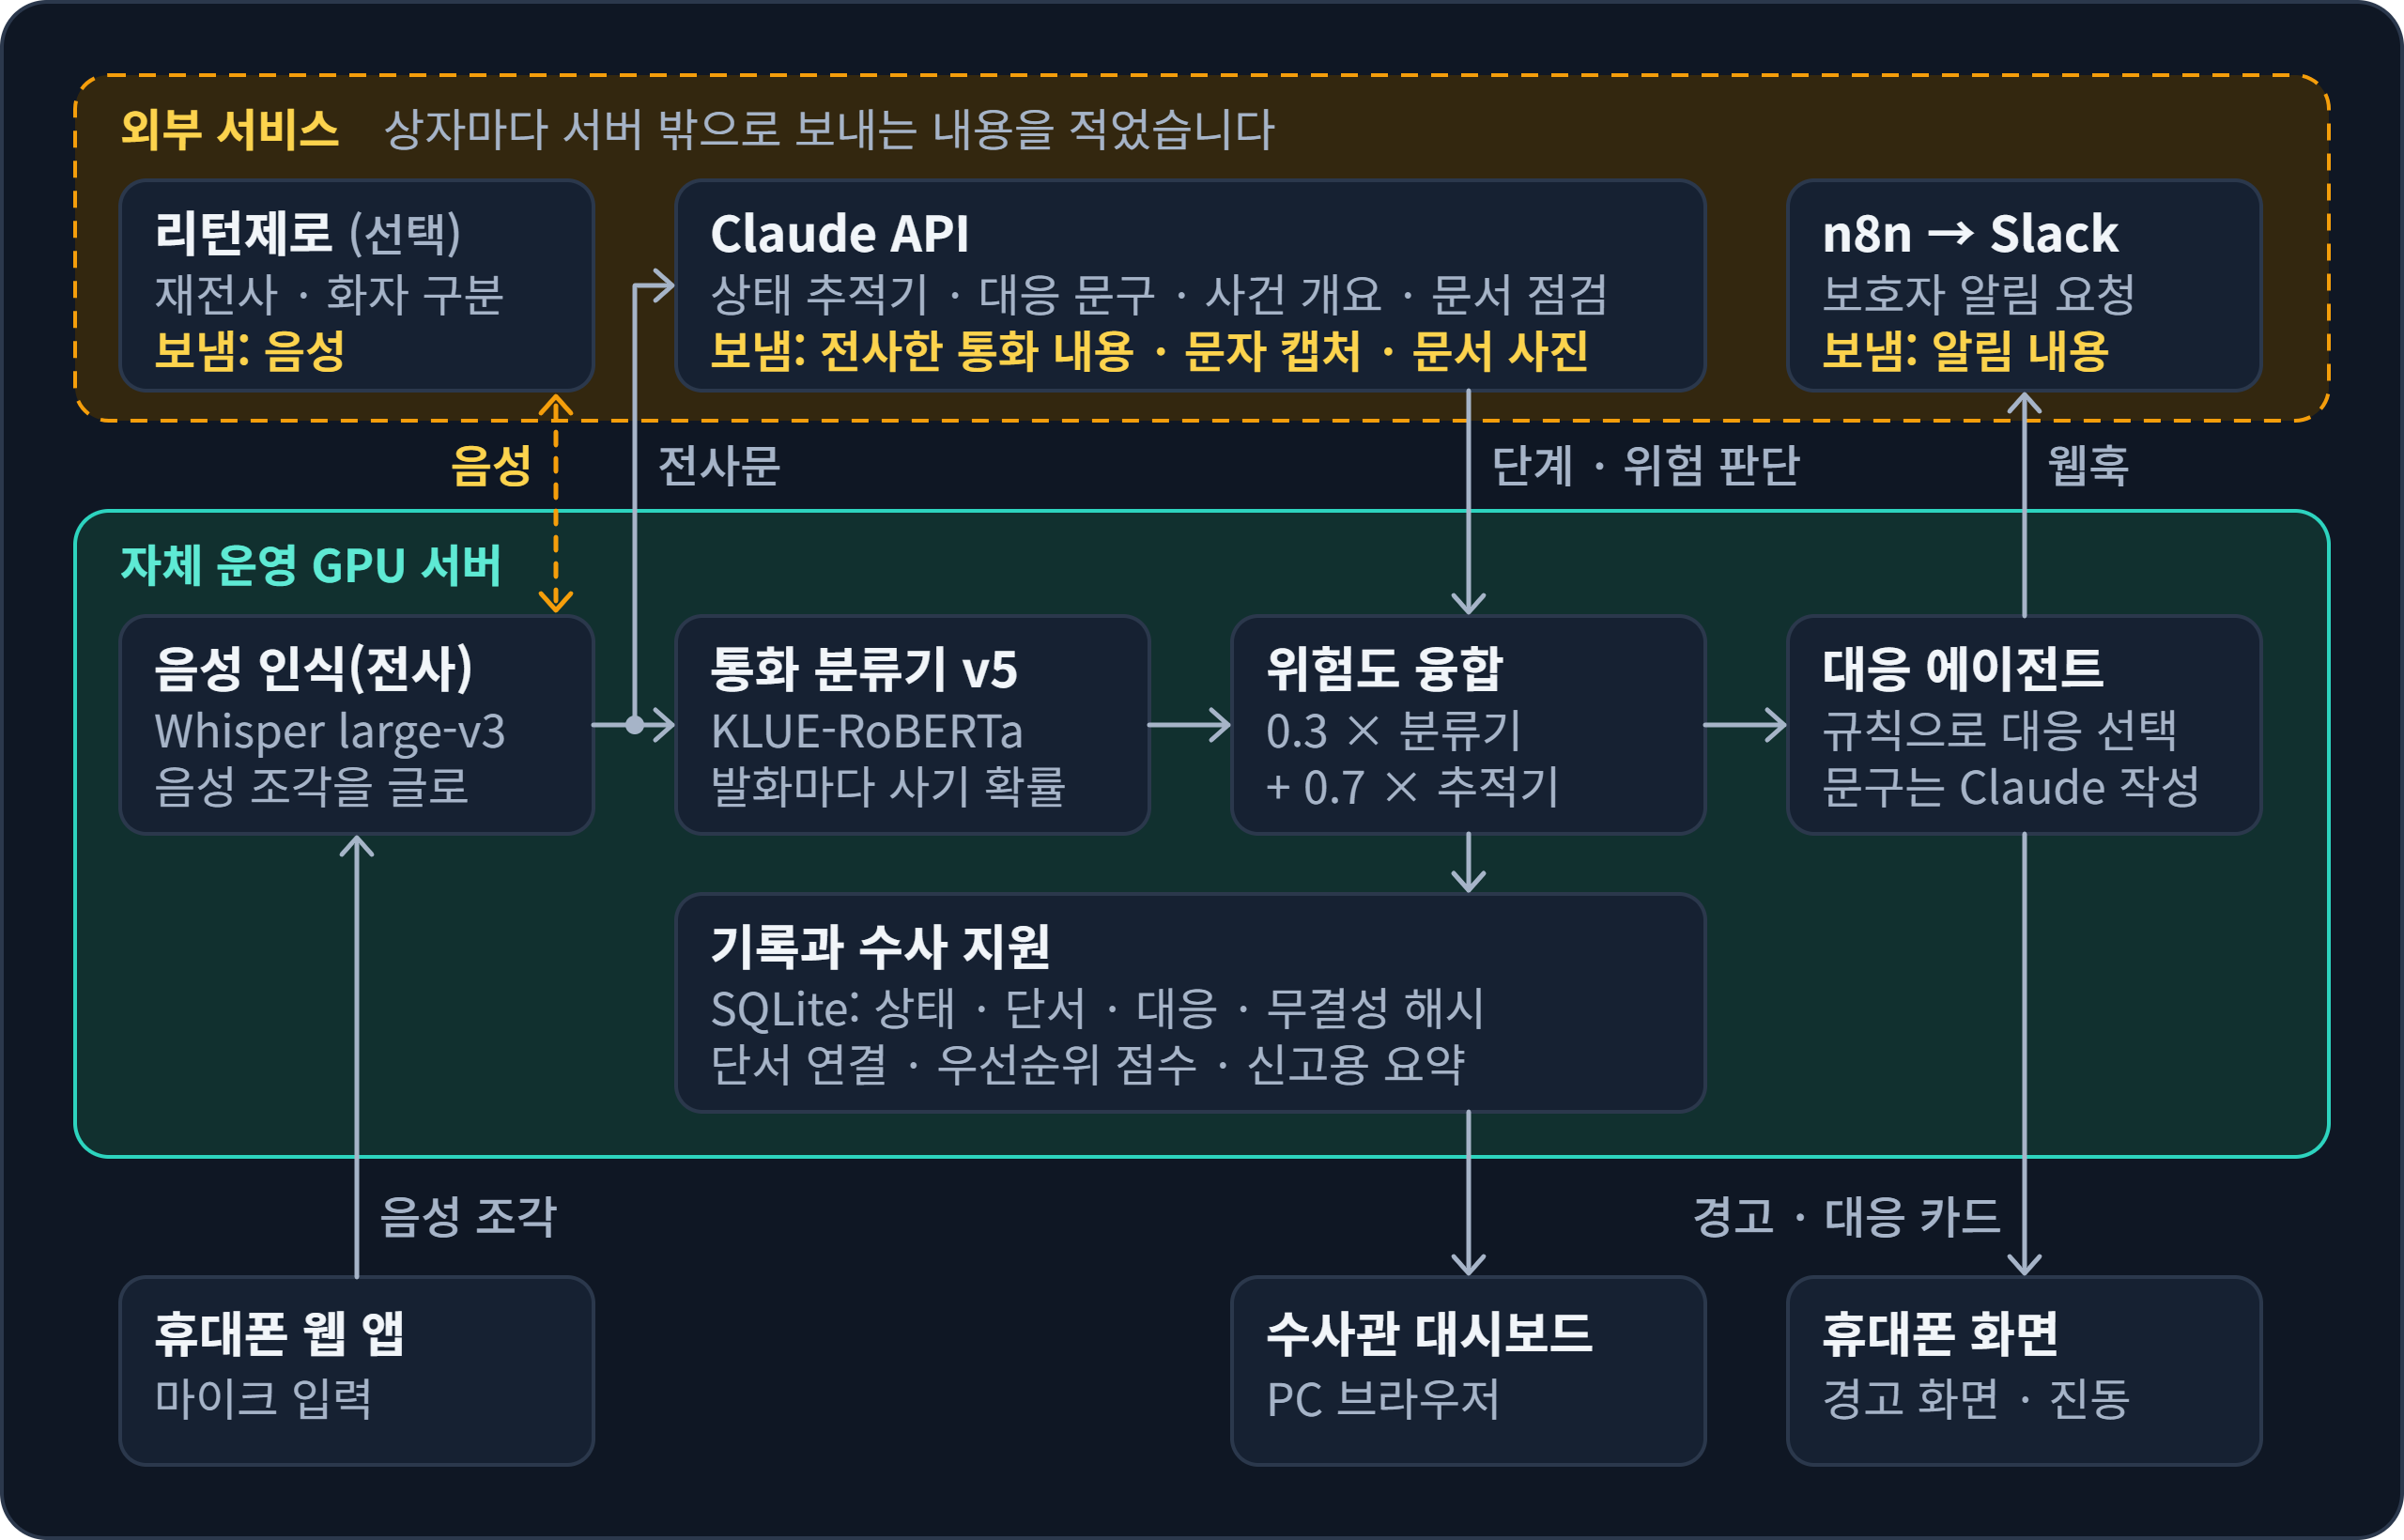 외부 서비스 상자마다 서버 밖으로 보내는 내용을 적었습니다
리턴제로 (선택)
재전사 · 화자 구분
보냄: 음성
Claude API
상태 추적기 · 대응 문구 · 사건 개요 · 문서 점검
보냄: 전사한 통화 내용 · 문자 캡처 · 문서 사진
n8n → Slack
보호자 알림 요청
보냄: 알림 내용
음성
전사문
단계 · 위험 판단
웹훅
자체 운영 GPU 서버
음성 인식(전사)
Whisper large-v3
음성 조각을 글로
통화 분류기 v5
KLUE-RoBERTa
발화마다 사기 확률
위험도 융합
0.3 × 분류기
+ 0.7 × 추적기
대응 에이전트
규칙으로 대응 선택
문구는 Claude 작성
기록과 수사 지원
SQLite: 상태 · 단서 · 대응 · 무결성 해시
단서 연결 · 우선순위 점수 · 신고용 요약
음성 조각
경고 · 대응 카드
휴대폰 웹 앱
마이크 입력
수사관 대시보드
PC 브라우저
휴대폰 화면
경고 화면 · 진동